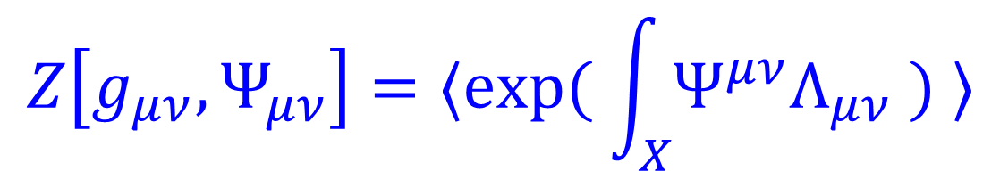 Z[g_{μν}, Ψ_{μν}] = ⟨exp( ∫_X Ψ^{μν} Λ_{μν} ) ⟩